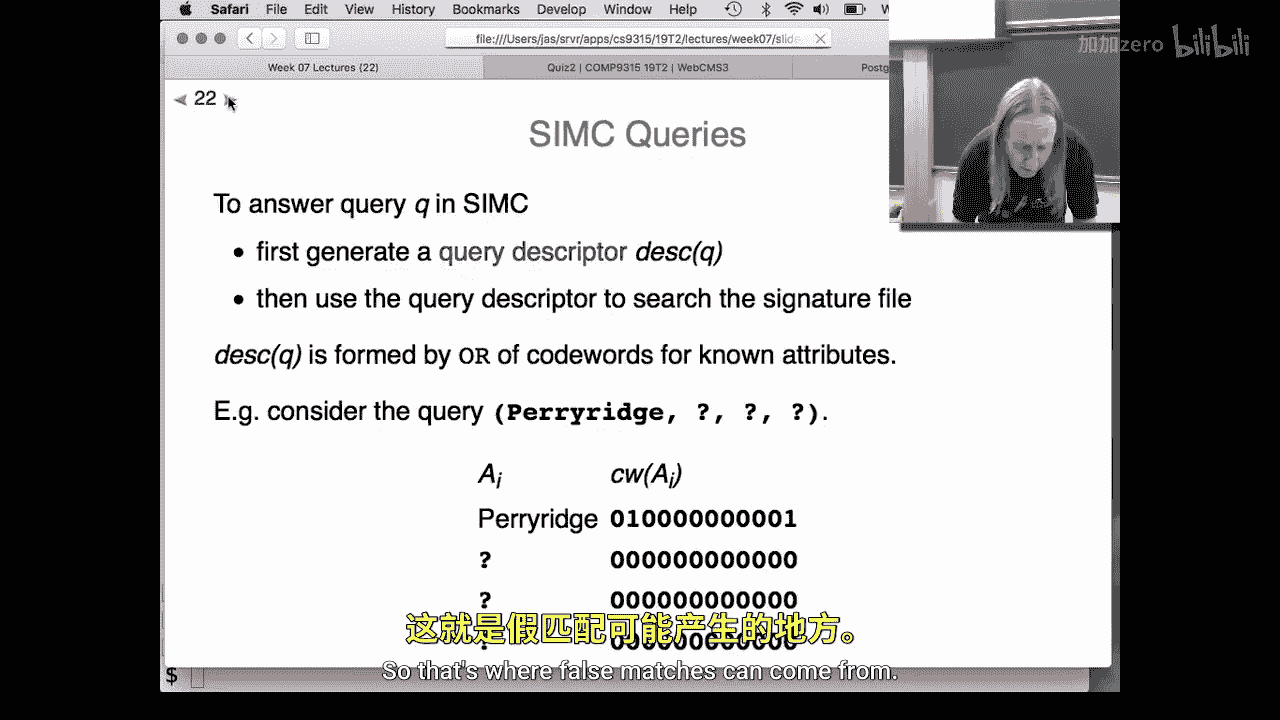 Safari File Edit View History Bookmarks Develop Window Help
加加zero bilibili
file:///Users/jas/srvr/apps/cs9315/19T2/lectures/week07/slide
Week 07 Lectures (22) Quiz2 | COMP9315 19T2 | WebCMS3 Postg
22
SIMC Queries
To answer query q in SIMC
• first generate a query descriptor desc(q)
• then use the query descriptor to search the signature file
desc(q) is formed by OR of codewords for known attributes.
E.g. consider the query (Perryridge, ?, ?, ?).
Ai cw(Ai)
Perryridge 010000000001
? 000000000000
? 000000000000
? 000000000000
这就是假匹配可能产生的地方。
So that's where false matches can come from.
$